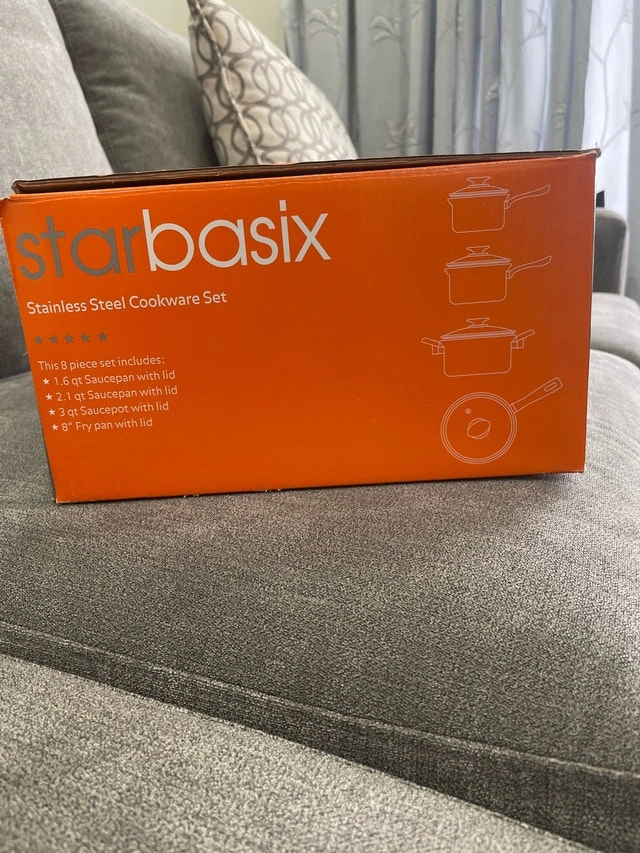 starbasix
Stainless Steel Cookware Set
★★★★★
This 8 piece set includes:
★ 1.6 qt Saucepan with lid
★ 2.1 qt Saucepan with lid
★ 3 qt Saucepot with lid
★ 8" Fry pan with lid